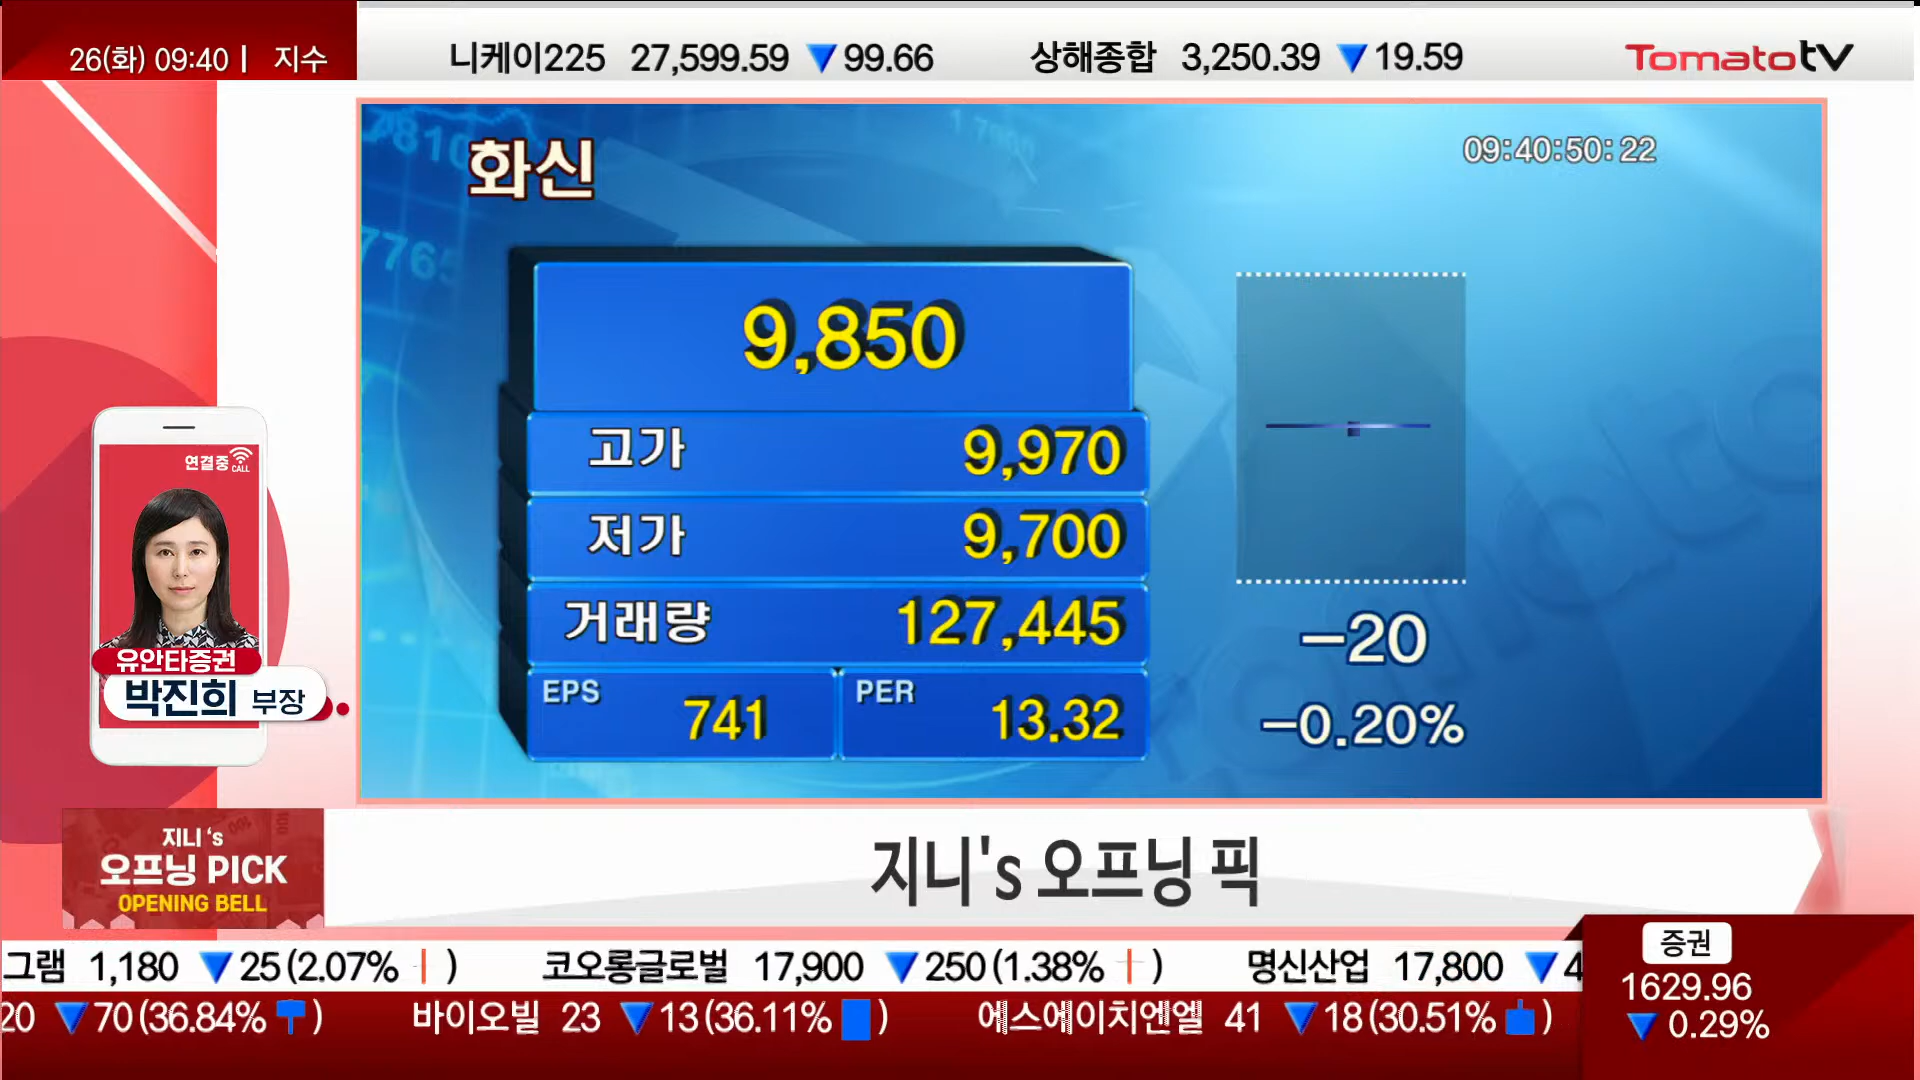 26(화) 09:40 | 지수
니케이225 27,599.59 ▼99.66 상해종합 3,250.39 ▼19.59
Tomatotv
화신
09:40:50:22
9,850
고가 9,970
저가 9,700
거래량 127,445
EPS 741 PER 13.32
-20
-0.20%
연결중 CALL
유안타증권
박진희 부장
지니's
오프닝 PICK
OPENING BELL
지니's 오프닝 픽
그램 1,180 ▼25(2.07% ) 코오롱글로벌 17,900 ▼250(1.38% ) 명신산업 17,800 ▼4
20 ▼70(36.84% ) 바이오빌 23 ▼13(36.11% ) 에스에이치엔엘 41 ▼18(30.51% )
증권
1629.96
▼ 0.29%